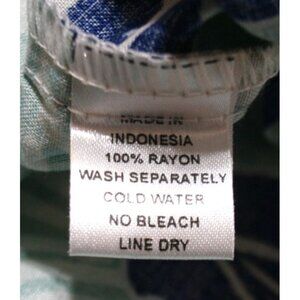 MADE IN
INDONESIA
100% RAYON
WASH SEPARATELY
COLD WATER
NO BLEACH
LINE DRY